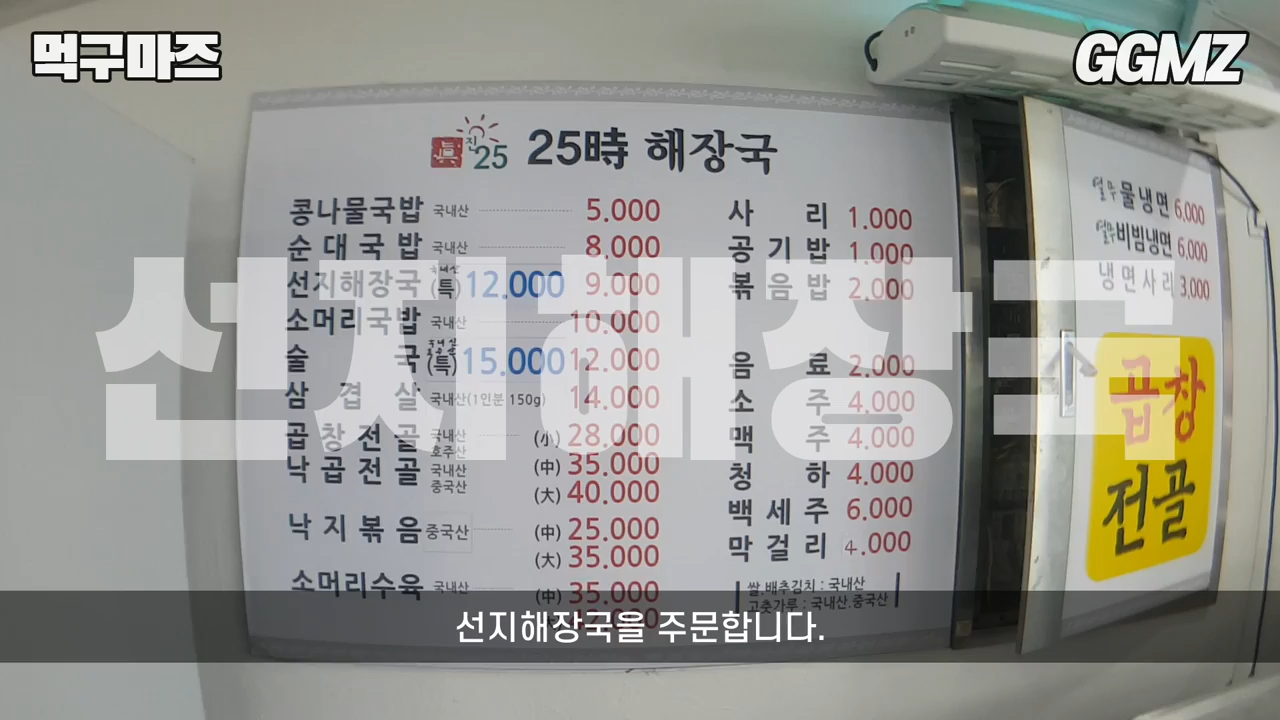 먹구마즈
GGMZ
眞 진 25 25時 해장국
콩나물국밥 국내산 5.000
순대국밥 국내산 8.000
선지해장국 국내산 (특) 12.000 9.000
소머리국밥 국내산 10.000
술국 (특) 15.000 12.000
삼겹살 국내산(1인분 150g) 14.000
곱창전골 국내산 호주산 (小) 28.000
낙곱전골 국내산 중국산 (中) 35.000
(大) 40.000
낙지볶음 중국산 (中) 25.000
(大) 35.000
소머리수육 국내산 (中) 35.000
사리 1.000
공기밥 1.000
볶음밥 2.000
음료 2.000
소주 4.000
맥주 4.000
청하 4.000
백세주 6.000
막걸리 4.000
쌀.배추김치 : 국내산
고춧가루 : 국내산.중국산
열무물냉면 6,000
열무비빔냉면 6,000
냉면사리 3,000
곱창
전골
선지해장국
선지해장국을 주문합니다.